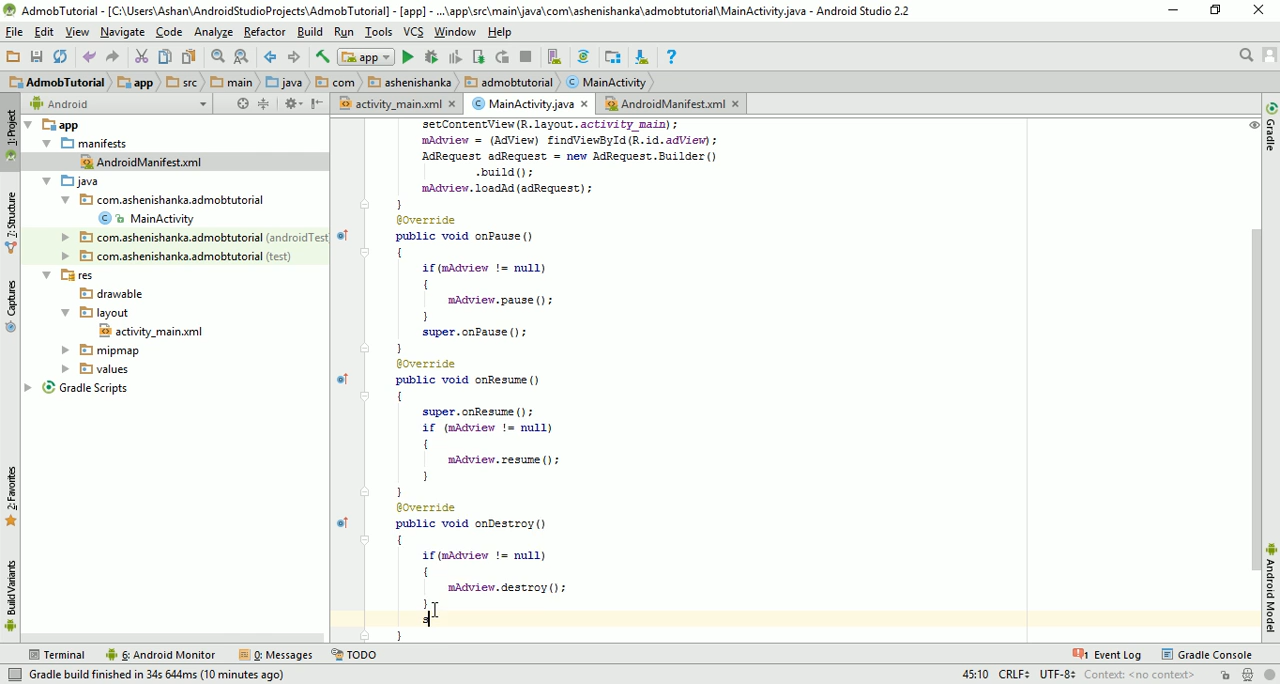 AdmobTutorial - [C:\Users\Ashan\AndroidStudioProjects\AdmobTutorial] - [app] - ...\app\src\main\java\com\ashenishanka\admobtutorial\MainActivity.java - Android Studio 2.2
File Edit View Navigate Code Analyze Refactor Build Run Tools VCS Window Help
app
AdmobTutorial app src main java com ashenishanka admobtutorial MainActivity
Android
activity_main.xml MainActivity.java AndroidManifest.xml
1: Project
7: Structure
Captures
2: Favorites
Build Variants
app
manifests
AndroidManifest.xml
java
com.ashenishanka.admobtutorial
MainActivity
com.ashenishanka.admobtutorial (androidTest
com.ashenishanka.admobtutorial (test)
res
drawable
layout
activity_main.xml
mipmap
values
Gradle Scripts
setContentView(R.layout.activity_main);
mAdview = (AdView) findViewById(R.id.adView);
AdRequest adRequest = new AdRequest.Builder()
.build();
mAdview.loadAd(adRequest);
}
@Override
public void onPause()
{
if(mAdview != null)
{
mAdview.pause();
}
super.onPause();
}
@Override
public void onResume()
{
super.onResume();
if (mAdview != null)
{
mAdview.resume();
}
}
@Override
public void onDestroy()
{
if(mAdview != null)
{
mAdview.destroy();
}
s
}
Gradle
Android Model
Terminal 6: Android Monitor 0: Messages TODO 1 Event Log Gradle Console
Gradle build finished in 34s 644ms (10 minutes ago) 45:10 CRLF UTF-8 Context: <no context>